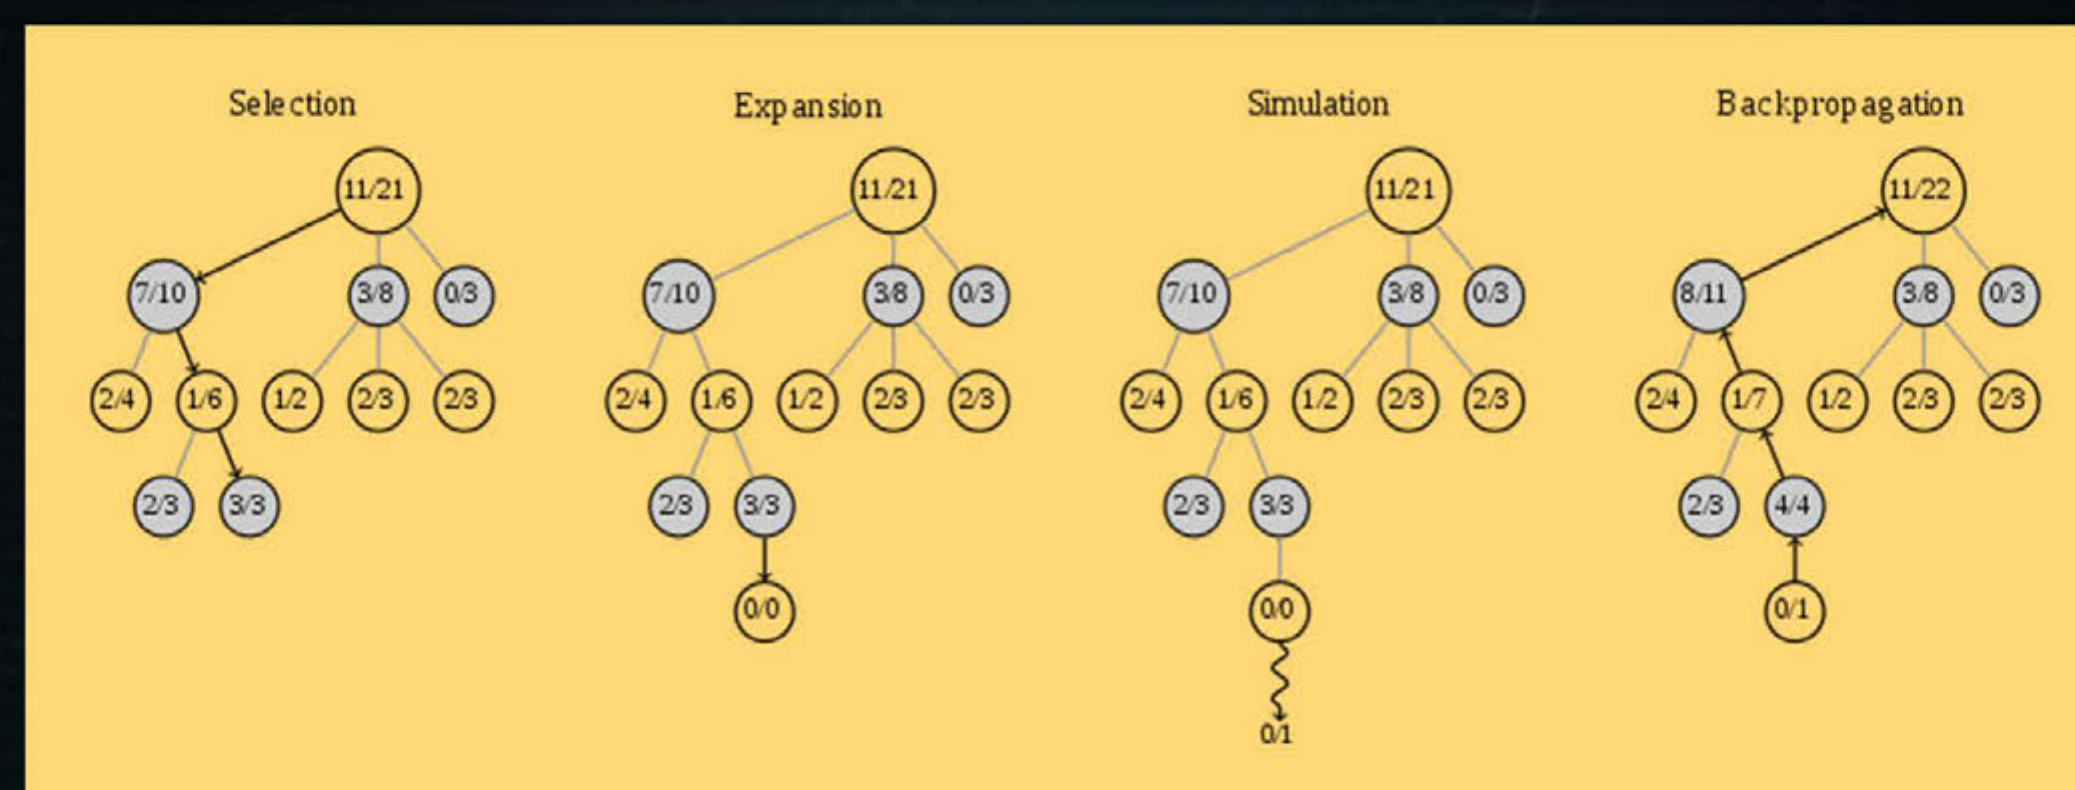 Selection
11/21
7/10 3/8 0/3
2/4 1/6 1/2 2/3 2/3
2/3 3/3
Expansion
11/21
7/10 3/8 0/3
2/4 1/6 1/2 2/3 2/3
2/3 3/3
0/0
Simulation
11/21
7/10 3/8 0/3
2/4 1/6 1/2 2/3 2/3
2/3 3/3
0/0
0/1
Backpropagation
11/22
8/11 3/8 0/3
2/4 1/7 1/2 2/3 2/3
2/3 4/4
0/1